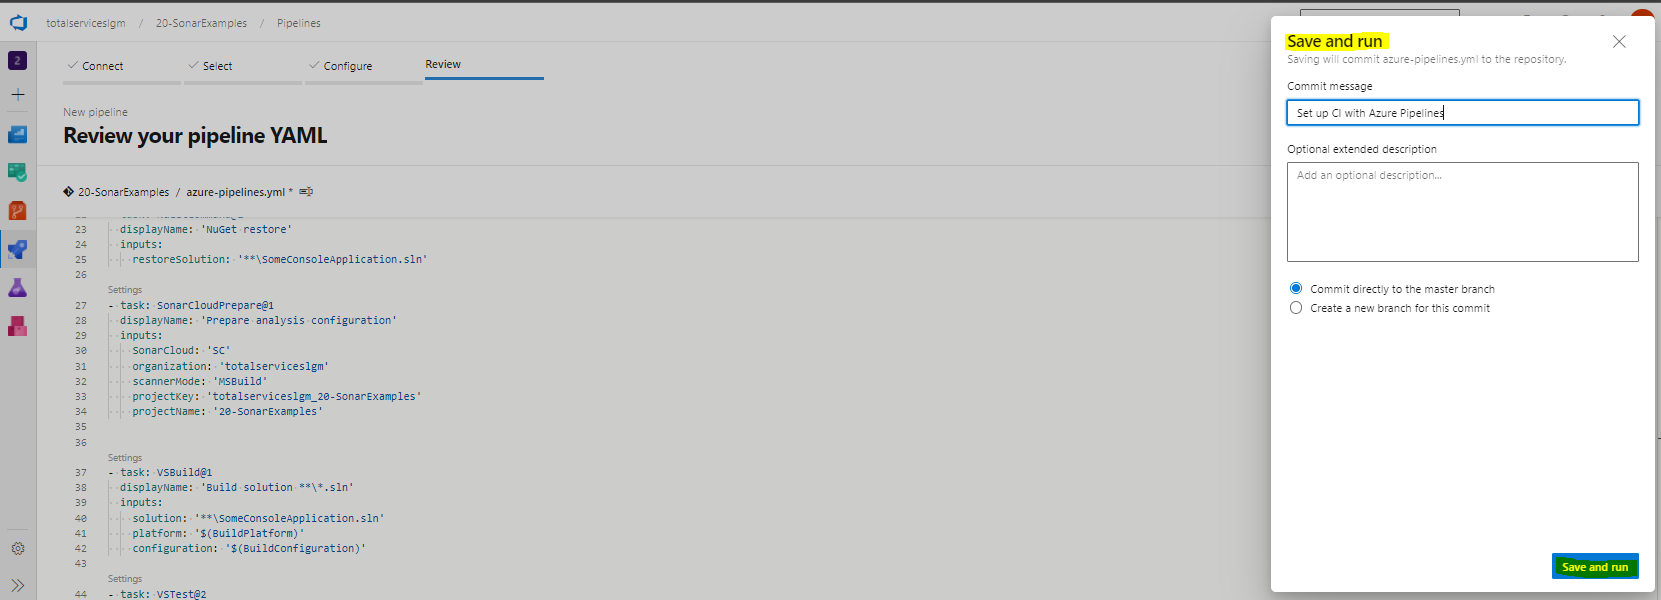 totalserviceslgm / 20-SonarExamples / Pipelines
2
Connect
Select
Configure
Review
New pipeline
Review your pipeline YAML
20-SonarExamples / azure-pipelines.yml *
23 displayName: 'NuGet restore'
24 inputs:
25 restoreSolution: '**\SomeConsoleApplication.sln'
26
Settings
27 - task: SonarCloudPrepare@1
28 displayName: 'Prepare analysis configuration'
29 inputs:
30 SonarCloud: 'SC'
31 organization: 'totalserviceslgm'
32 scannerMode: 'MSBuild'
33 projectKey: 'totalserviceslgm_20-SonarExamples'
34 projectName: '20-SonarExamples'
35
36
Settings
37 - task: VSBuild@1
38 displayName: 'Build solution **\*.sln'
39 inputs:
40 solution: '**\SomeConsoleApplication.sln'
41 platform: '$(BuildPlatform)'
42 configuration: '$(BuildConfiguration)'
43
Settings
44 - task: VSTest@2
Save and run
Saving will commit azure-pipelines.yml to the repository.
Commit message
Set up CI with Azure Pipelines
Optional extended description
Add an optional description...
Commit directly to the master branch
Create a new branch for this commit
Save and run